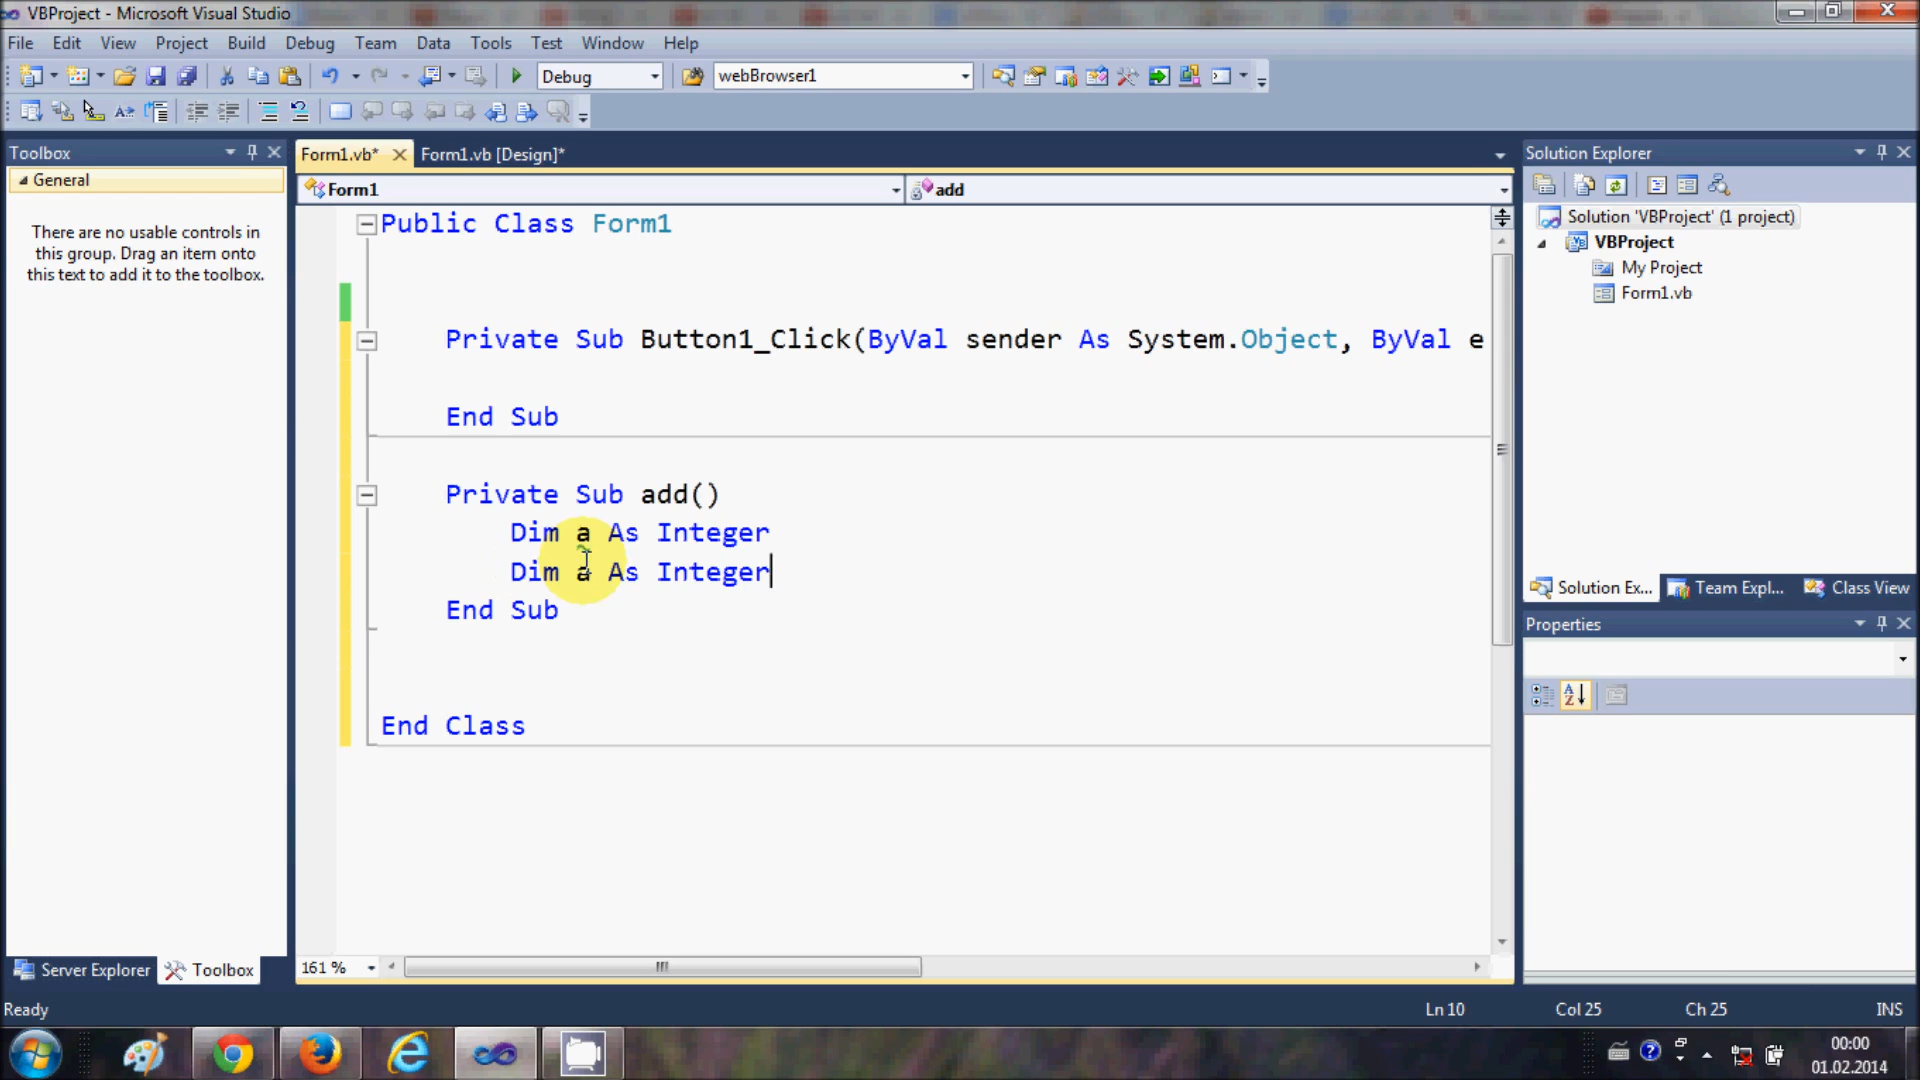 VBProject - Microsoft Visual Studio
File Edit View Project Build Debug Team Data Tools Test Window Help
Debug webBrowser1
Toolbox
General
There are no usable controls in
this group. Drag an item onto
this text to add it to the toolbox.
Server Explorer Toolbox
Form1.vb* Form1.vb [Design]*
Form1 add
Public Class Form1
Private Sub Button1_Click(ByVal sender As System.Object, ByVal e
End Sub
Private Sub add()
Dim a As Integer
Dim a As Integer
End Sub
End Class
161 %
Solution Explorer
Solution 'VBProject' (1 project)
VBProject
My Project
Form1.vb
Solution Ex... Team Expl... Class View
Properties
Ready Ln 10 Col 25 Ch 25 INS
00:00
01.02.2014